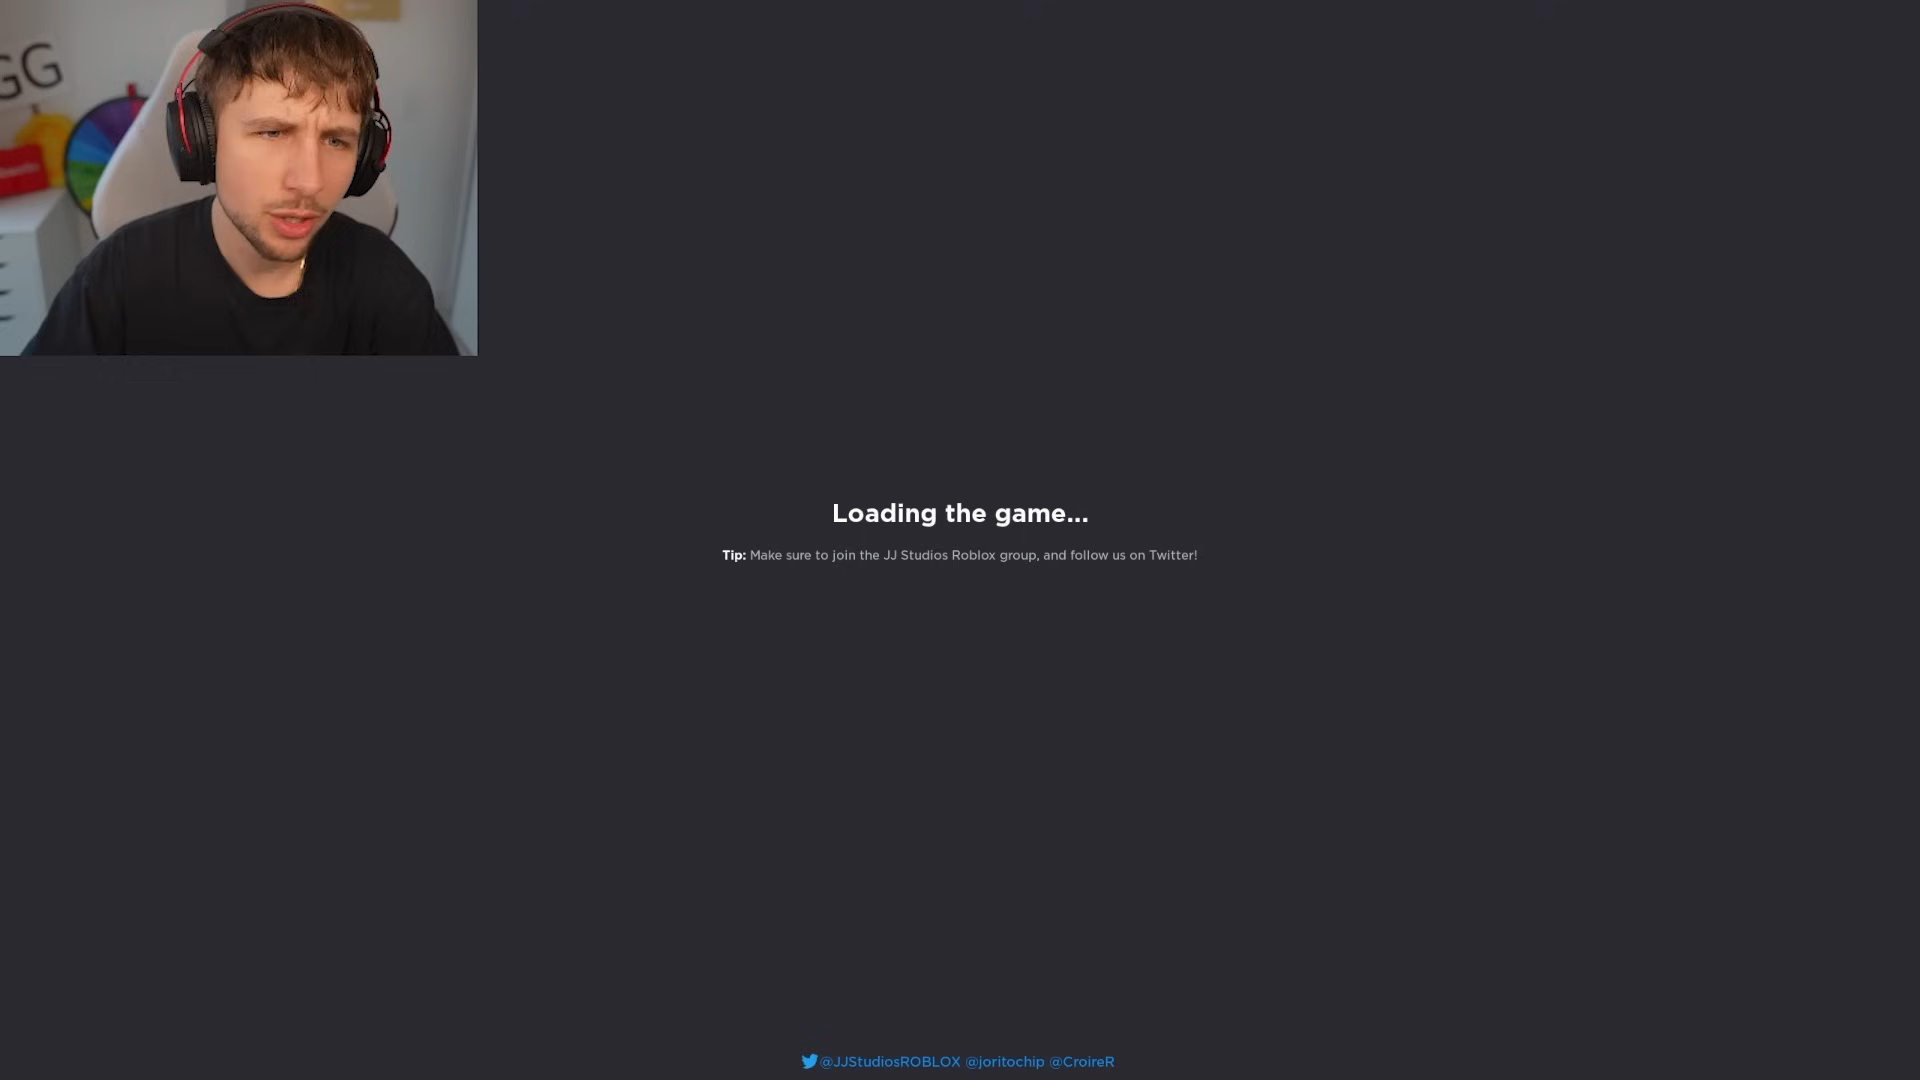 GG
Loading the game...
Tip: Make sure to join the JJ Studios Roblox group, and follow us on Twitter!
@JJStudiosROBLOX @joritochip @CroireR